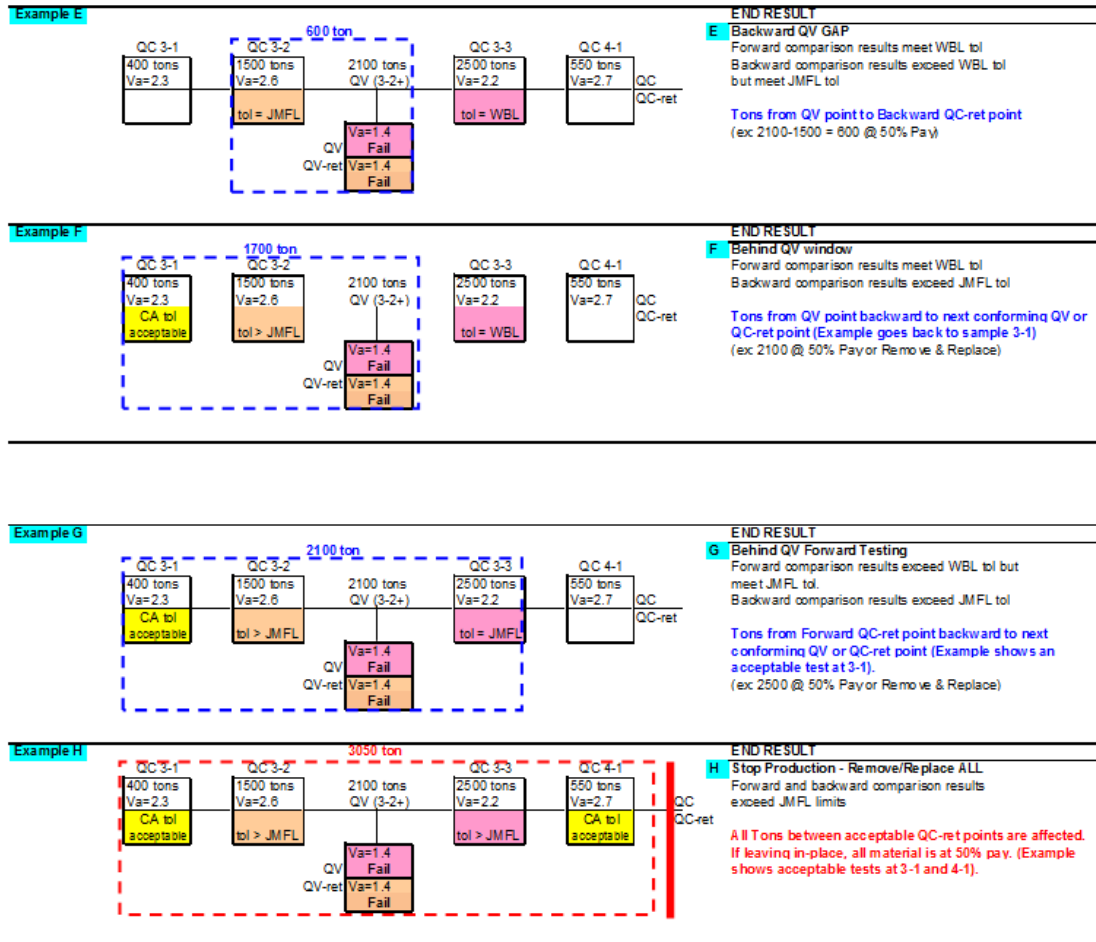 Example E
END RESULT
600 ton
E Backward QV GAP
QC 3-1 QC 3-2 QC 3-3 QC 4-1
Forward comparison results meet WBL tol
400 tons 1500 tons 2100 tons 2500 tons 550 tons
Backward comparison results exceed WBL tol
Va=2.3 Va=2.6 QV (3-2+) Va=2.2 Va=2.7 QC
but meet JMFL tol
QC-ret
tol = JMFL tol = WBL
Tons from QV point to Backward QC-ret point
(ex: 2100-1500 = 600 @ 50% Pay)
Va=1.4
QV Fail
QV-ret Va=1.4
Fail
Example F
END RESULT
1700 ton
F Behind QV window
QC 3-1 QC 3-2 QC 3-3 QC 4-1
Forward comparison results meet WBL tol
400 tons 1500 tons 2100 tons 2500 tons 550 tons
Backward comparison results exceed JMFL tol
Va=2.3 Va=2.6 QV (3-2+) Va=2.2 Va=2.7 QC
CA tol QC-ret
acceptable tol > JMFL tol = WBL
Tons from QV point backward to next conforming QV or
QC-ret point (Example goes back to sample 3-1)
(ex: 2100 @ 50% Pay or Remove & Replace)
Va=1.4
QV Fail
QV-ret Va=1.4
Fail
Example G
END RESULT
2100 ton
G Behind QV Forward Testing
QC 3-1 QC 3-2 QC 3-3 QC 4-1
Forward comparison results exceed WBL tol but
400 tons 1500 tons 2100 tons 2500 tons 550 tons
meet JMFL tol.
Va=2.3 Va=2.6 QV (3-2+) Va=2.2 Va=2.7 QC
Backward comparison results exceed JMFL tol
CA tol QC-ret
acceptable tol > JMFL tol = JMFL
Tons from Forward QC-ret point backward to next
conforming QV or QC-ret point (Example shows an
acceptable test at 3-1).
(ex: 2500 @ 50% Pay or Remove & Replace)
Va=1.4
QV Fail
QV-ret Va=1.4
Fail
Example H
END RESULT
3050 ton
H Stop Production - Remove/Replace ALL
QC 3-1 QC 3-2 QC 3-3 QC 4-1
Forward and backward comparison results
400 tons 1500 tons 2100 tons 2500 tons 550 tons
exceed JMFL limits
Va=2.3 Va=2.6 QV (3-2+) Va=2.2 Va=2.7 QC
CA tol CA tol QC-ret
acceptable tol > JMFL tol > JMFL acceptable
All Tons between acceptable QC-ret points are affected.
If leaving in-place, all material is at 50% pay. (Example
shows acceptable tests at 3-1 and 4-1).
Va=1.4
QV Fail
QV-ret Va=1.4
Fail